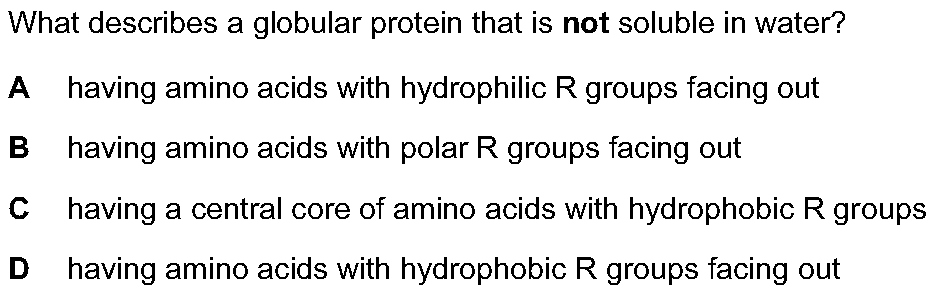 What describes a globular protein that is not soluble in water?
A having amino acids with hydrophilic R groups facing out
B having amino acids with polar R groups facing out
C having a central core of amino acids with hydrophobic R groups
D having amino acids with hydrophobic R groups facing out